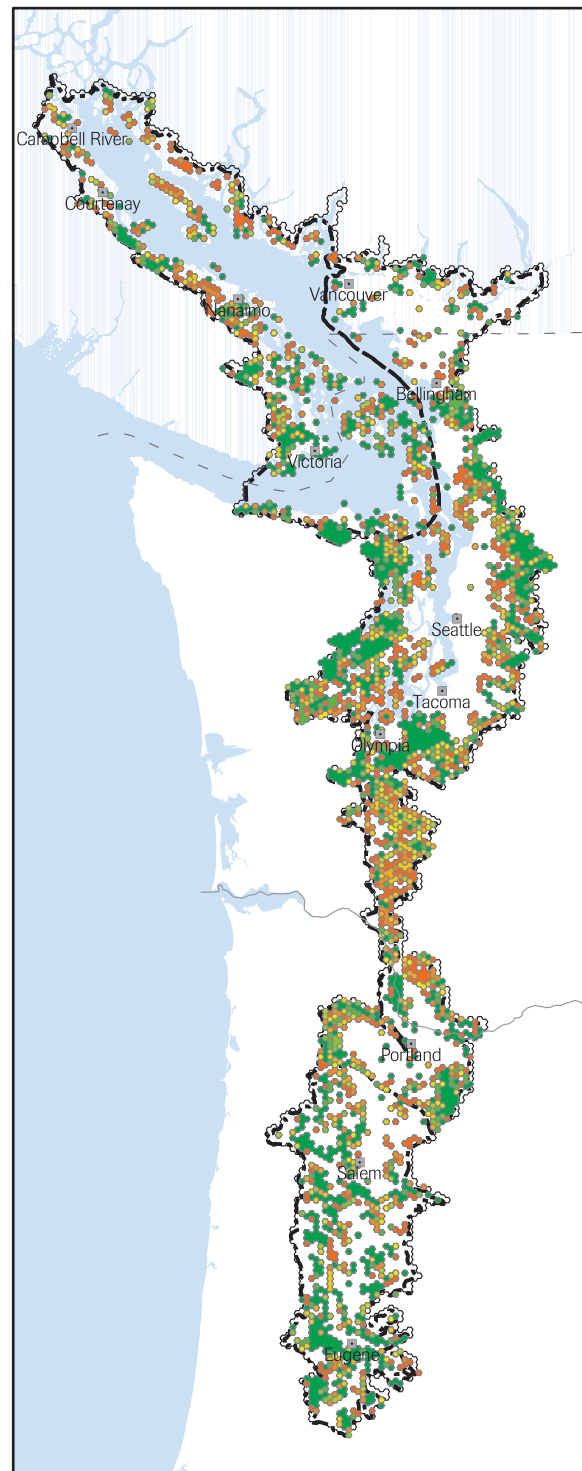 Campbell River
Courtenay
Vancouver
Nanaimo
Bellingham
Victoria
Seattle
Tacoma
Olympia
Portland
Salem
Eugene